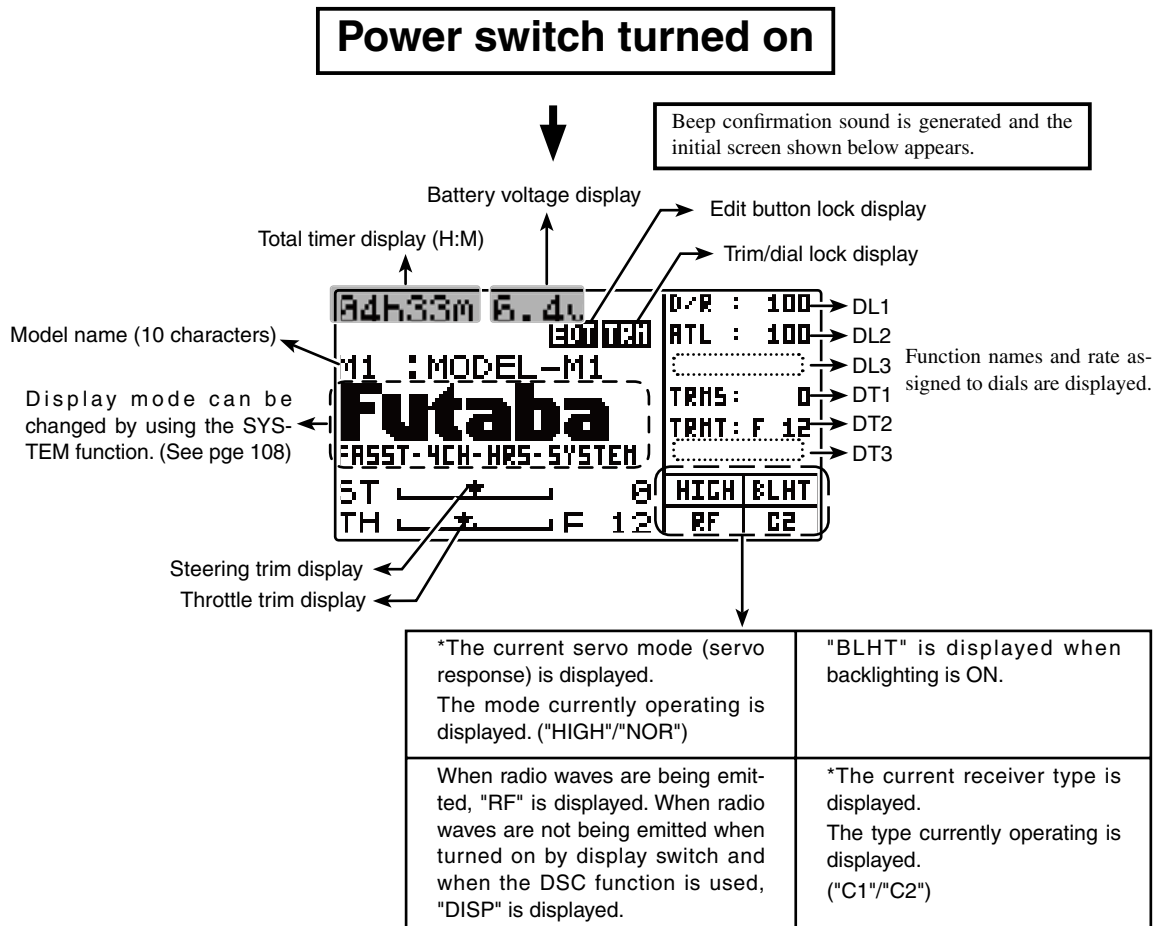 Power switch turned on
Beep confirmation sound is generated and the
initial screen shown below appears.
Battery voltage display
Edit button lock display
Total timer display (H:M)
Trim/dial lock display
04h33m 6.4v
EDT TRM
D/R : 100
DL1
Model name (10 characters)
ATL : 100
DL2
M1 :MODEL-M1
DL3
Function names and rate as-
signed to dials are displayed.
Display mode can be
changed by using the SYS-
TEM function. (See pge 108)
Futaba
FASST-4CH-HRS-SYSTEM
TRMS: 0
DT1
TRMT: F 12
DT2
DT3
ST 0
HIGH BLHT
TH F 12
RF C2
Steering trim display
Throttle trim display
*The current servo mode (servo
response) is displayed.
The mode currently operating is
displayed. ("HIGH"/"NOR")
"BLHT" is displayed when
backlighting is ON.
When radio waves are being emit-
ted, "RF" is displayed. When radio
waves are not being emitted when
turned on by display switch and
when the DSC function is used,
"DISP" is displayed.
*The current receiver type is
displayed.
The type currently operating is
displayed.
("C1"/"C2")